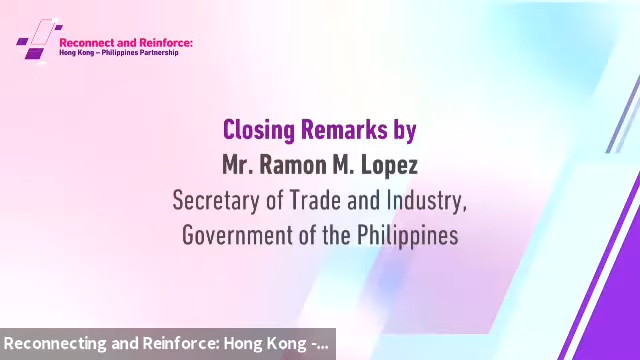 Reconnect and Reinforce:
Hong Kong – Philippines Partnership
Closing Remarks by
Mr. Ramon M. Lopez
Secretary of Trade and Industry,
Government of the Philippines
Reconnecting and Reinforce: Hong Kong -...